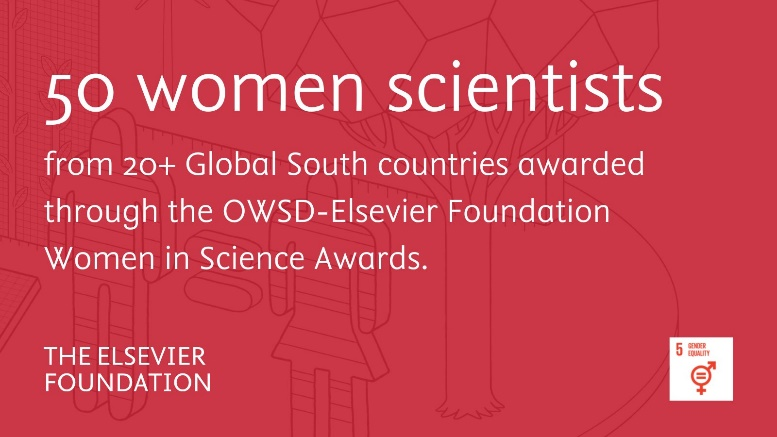 50 women scientists
from 20+ Global South countries awarded
through the OWSD-Elsevier Foundation
Women in Science Awards.
THE ELSEVIER
FOUNDATION
5 GENDER
EQUALITY